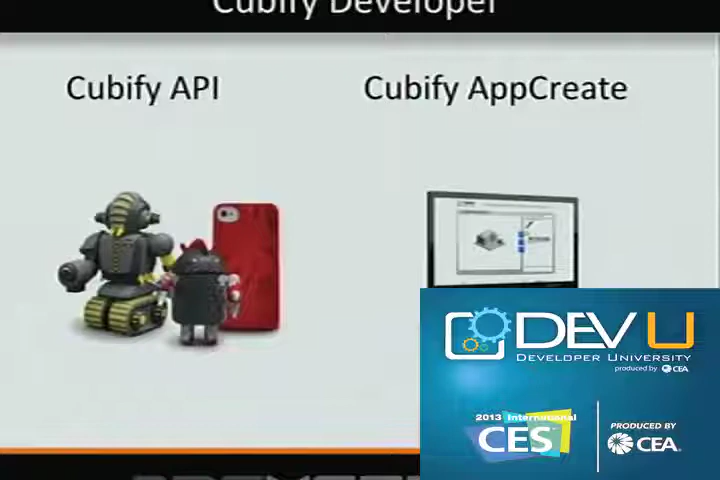 Cubify Developer
Cubify API
Cubify AppCreate
DEV U
DEVELOPER UNIVERSITY
produced by CEA
2013 International
CES
PRODUCED BY
CEA